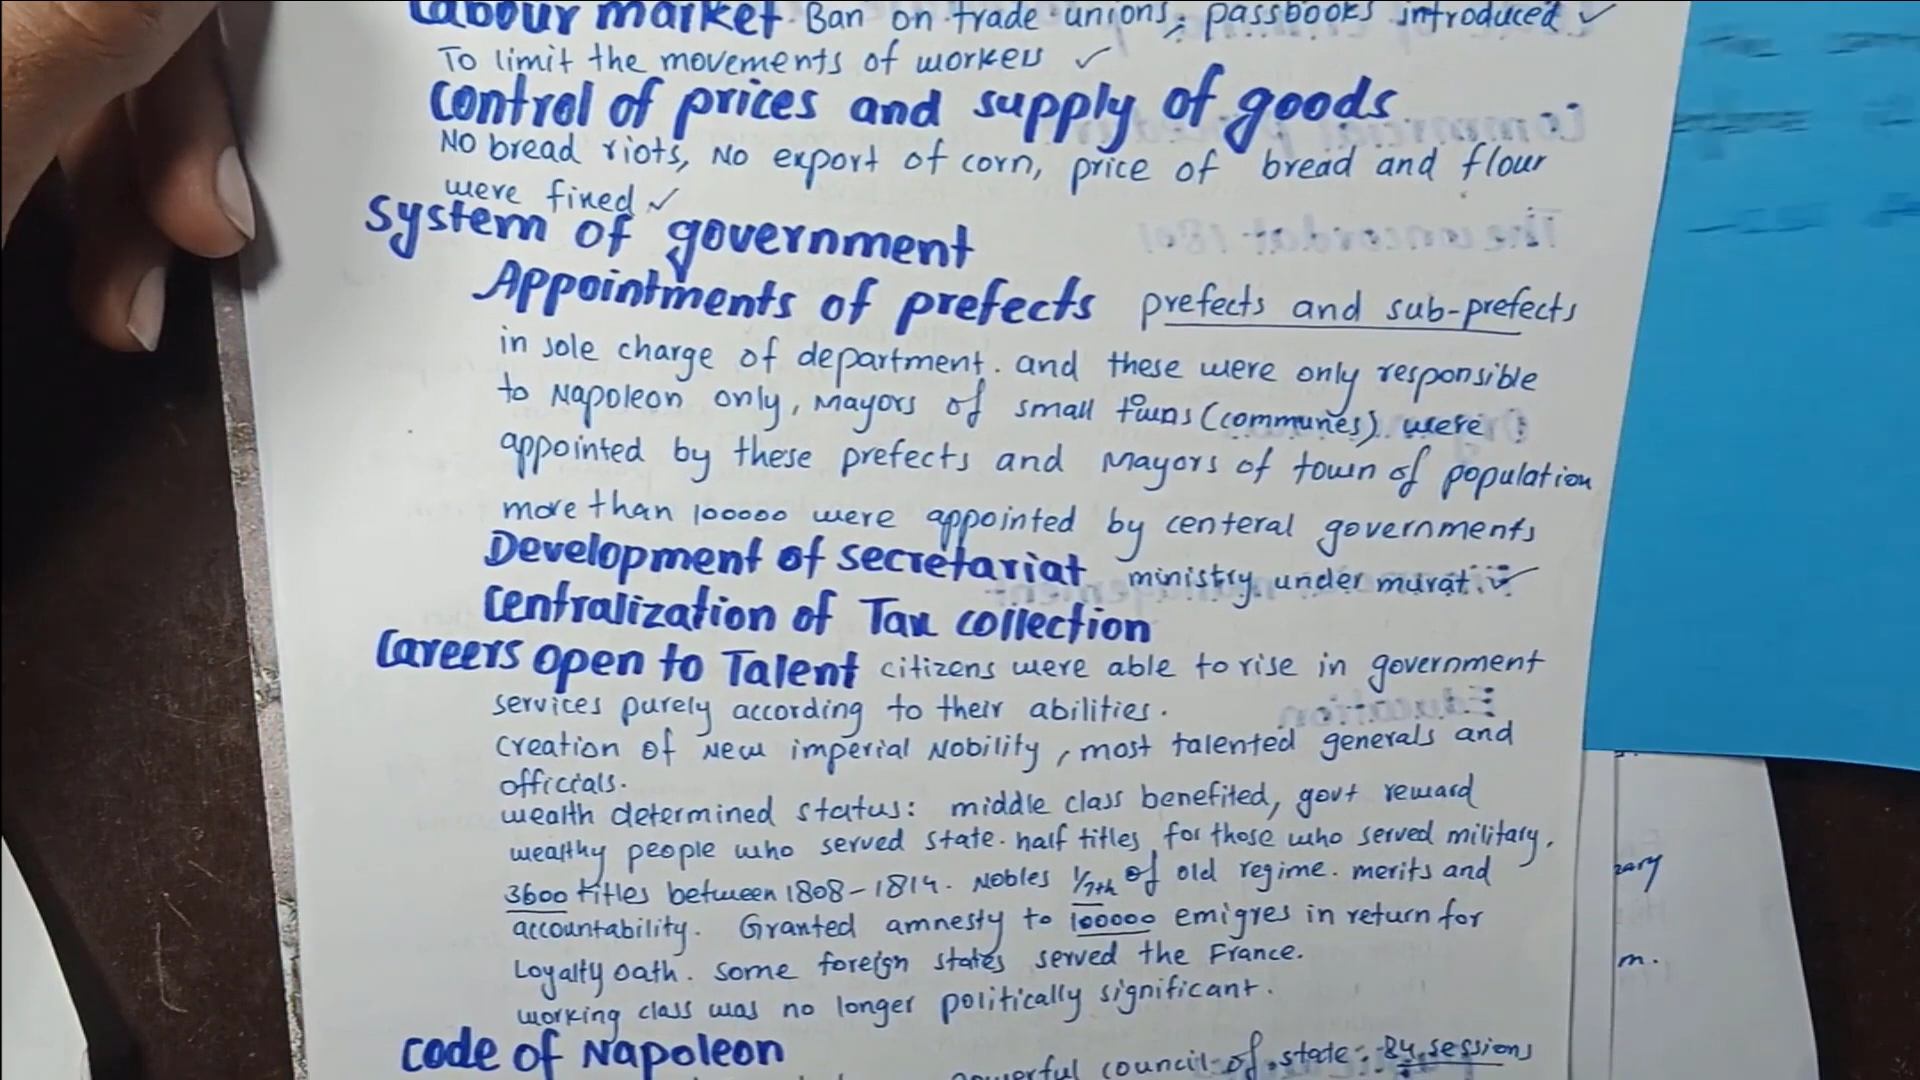 Labour market Ban on trade unions, passbooks introduced ✓
To limit the movements of workers ✓
Control of prices and supply of goods
No bread riots, No export of corn, price of bread and flour
were fixed ✓
System of government
Appointments of prefects prefects and sub-prefects
in sole charge of department. and these were only responsible
to Napoleon only, Mayors of small towns (communes) were
appointed by these prefects and Mayors of town of population
more than 100000 were appointed by centeral governments
Development of secretariat ministry under murat ✓
Centralization of Tax collection
Careers open to Talent citizens were able to rise in government
services purely according to their abilities.
Creation of New imperial Nobility, most talented generals and
officials.
wealth determined status: middle class benefited, govt reward
wealthy people who served state. half titles for those who served military.
3600 titles between 1808-1814. Nobles 1/7th of old regime. merits and
accountability. Granted amnesty to 100000 emigres in return for
Loyalty oath. some foreign states served the France.
working class was no longer politically significant.
Code of Napoleon
powerful council of state. 84 sessions
m.